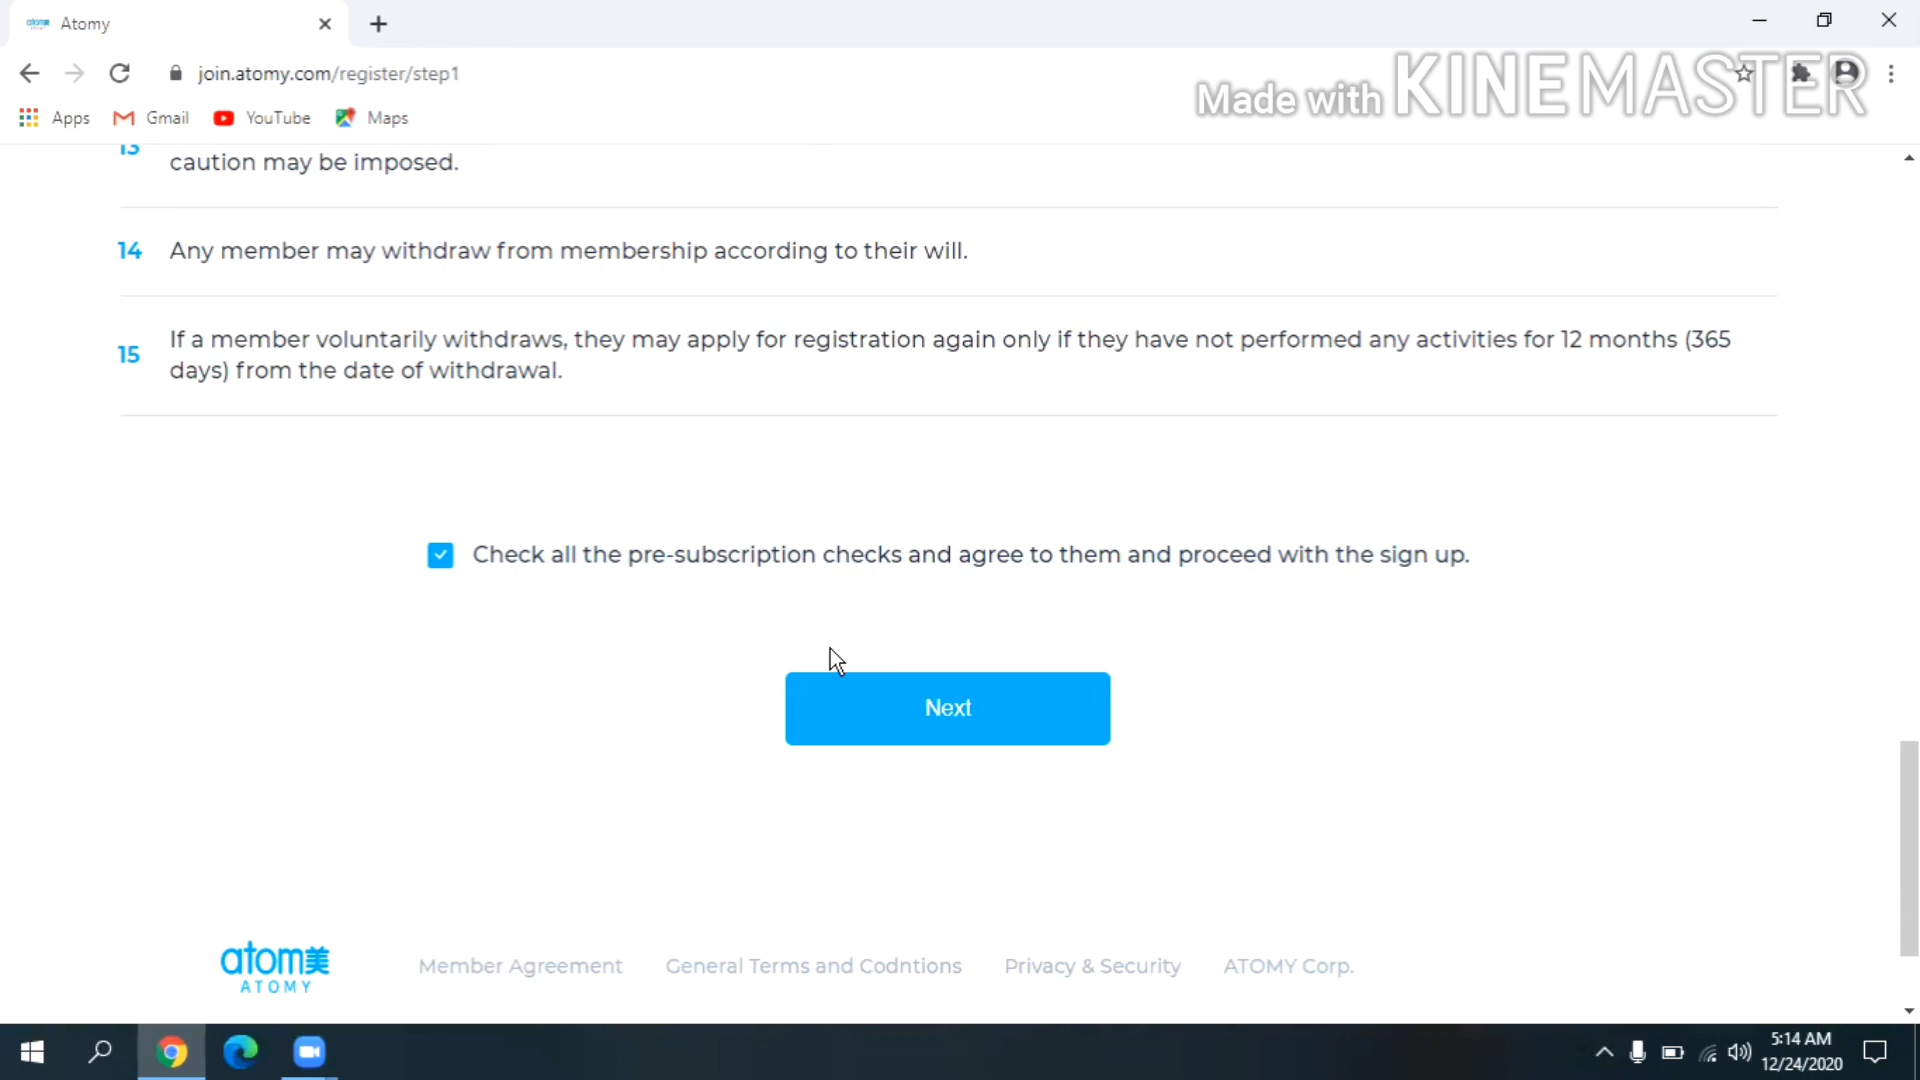 atom美 Atomy
join.atomy.com/register/step1
Made with KINEMASTER
Apps Gmail YouTube Maps
13 caution may be imposed.
14 Any member may withdraw from membership according to their will.
15 If a member voluntarily withdraws, they may apply for registration again only if they have not performed any activities for 12 months (365
days) from the date of withdrawal.
Check all the pre-subscription checks and agree to them and proceed with the sign up.
Next
atom美
ATOMY
Member Agreement General Terms and Codntions Privacy & Security ATOMY Corp.
5:14 AM
12/24/2020